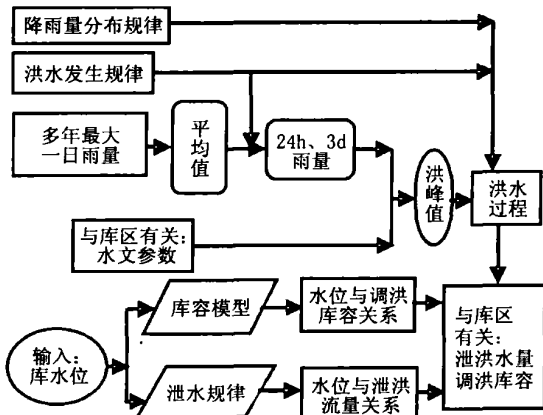 降雨量分布规律
洪水发生规律
多年最大
一日雨量
平
均
值
24h、3d
雨量
洪
峰
值
洪水
过程
与库区有关:
水文参数
库容模型
水位与调洪
库容关系
与库区
有关:
泄洪水量
调洪库容
输入:
库水位
泄水规律
水位与泄洪
流量关系